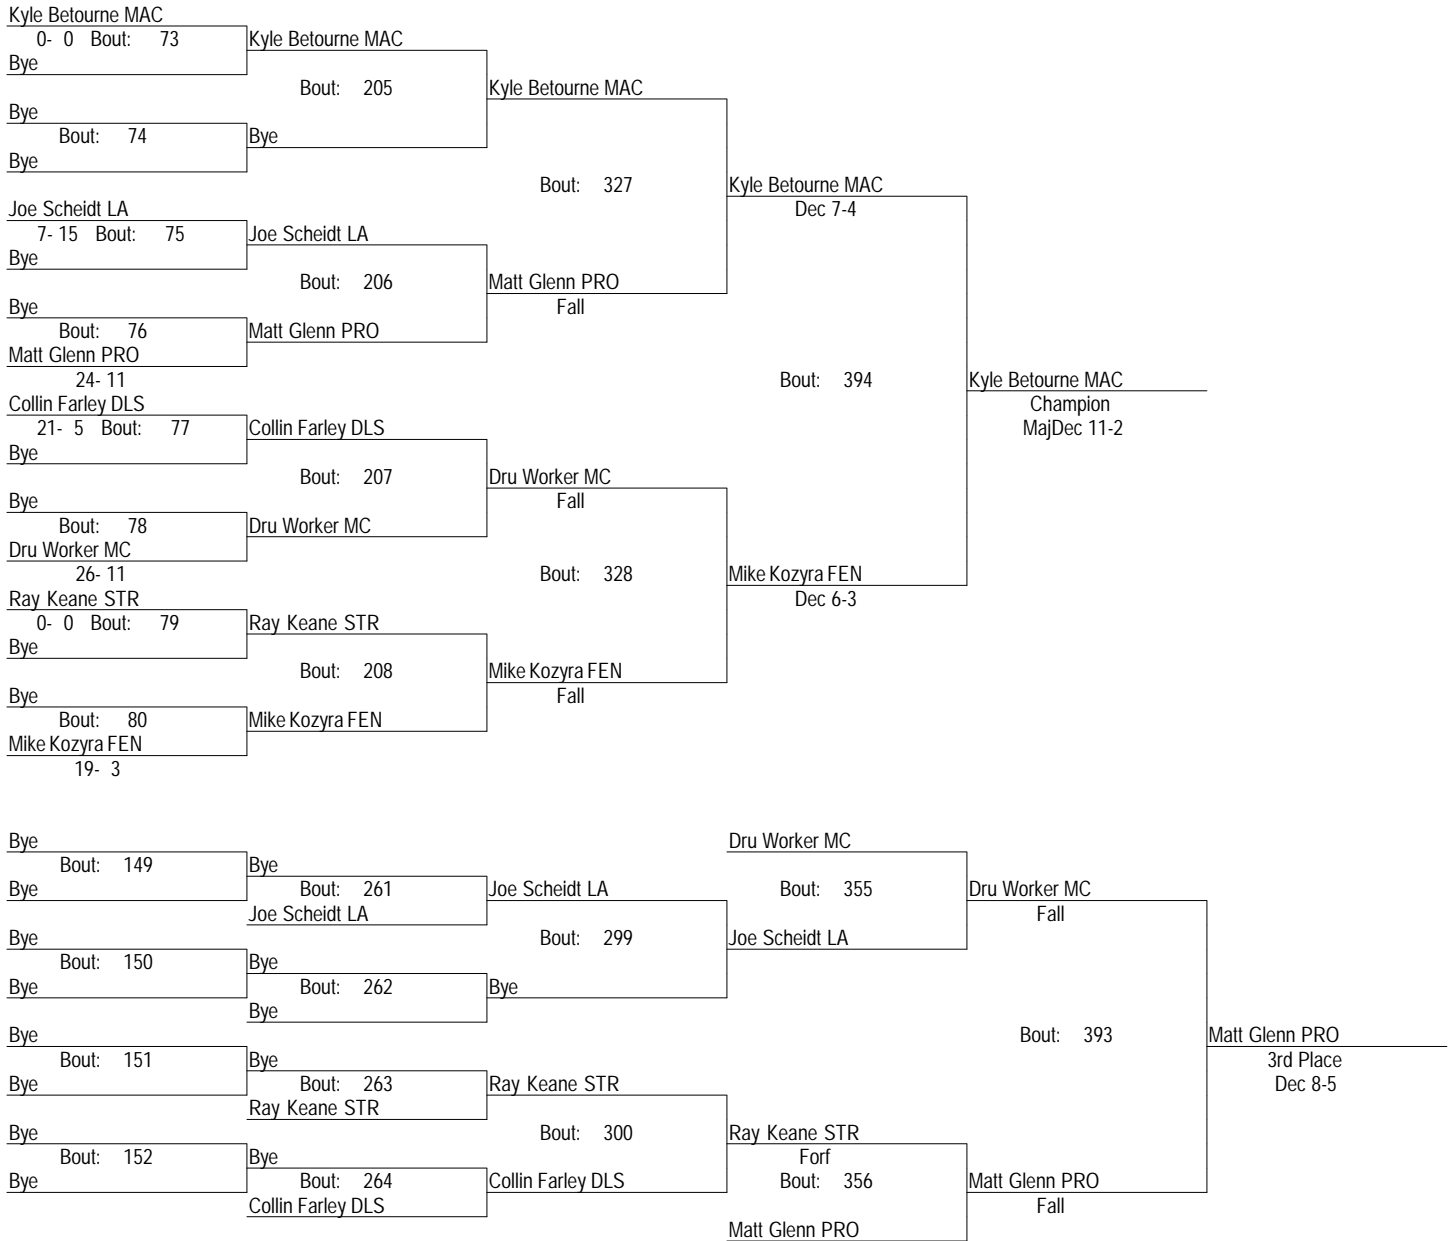 Kyle Betourne MAC
0- 0 Bout: 73 Kyle Betourne MAC
Bye
Bout: 205 Kyle Betourne MAC
Bye
Bout: 74 Bye
Bye
Bout: 327 Kyle Betourne MAC
Dec 7-4
Joe Scheidt LA
7- 15 Bout: 75 Joe Scheidt LA
Bye
Bout: 206 Matt Glenn PRO
Bye Fall
Bout: 76 Matt Glenn PRO
Matt Glenn PRO
24- 11 Bout: 394 Kyle Betourne MAC
Collin Farley DLS Champion
21- 5 Bout: 77 Collin Farley DLS MajDec 11-2
Bye
Bout: 207 Dru Worker MC
Bye Fall
Bout: 78 Dru Worker MC
Dru Worker MC
26- 11 Bout: 328 Mike Kozyra FEN
Ray Keane STR Dec 6-3
0- 0 Bout: 79 Ray Keane STR
Bye
Bout: 208 Mike Kozyra FEN
Bye Fall
Bout: 80 Mike Kozyra FEN
Mike Kozyra FEN
19- 3
Bye Dru Worker MC
Bout: 149 Bye
Bye Bout: 261 Joe Scheidt LA Bout: 355 Dru Worker MC
Joe Scheidt LA Fall
Bye Bout: 299 Joe Scheidt LA
Bout: 150 Bye
Bye Bout: 262 Bye
Bye
Bye Bout: 393 Matt Glenn PRO
Bout: 151 Bye 3rd Place
Bye Bout: 263 Ray Keane STR Dec 8-5
Ray Keane STR
Bye Bout: 300 Ray Keane STR
Bout: 152 Bye Forf
Bye Bout: 264 Collin Farley DLS Bout: 356 Matt Glenn PRO
Collin Farley DLS Fall
Matt Glenn PRO